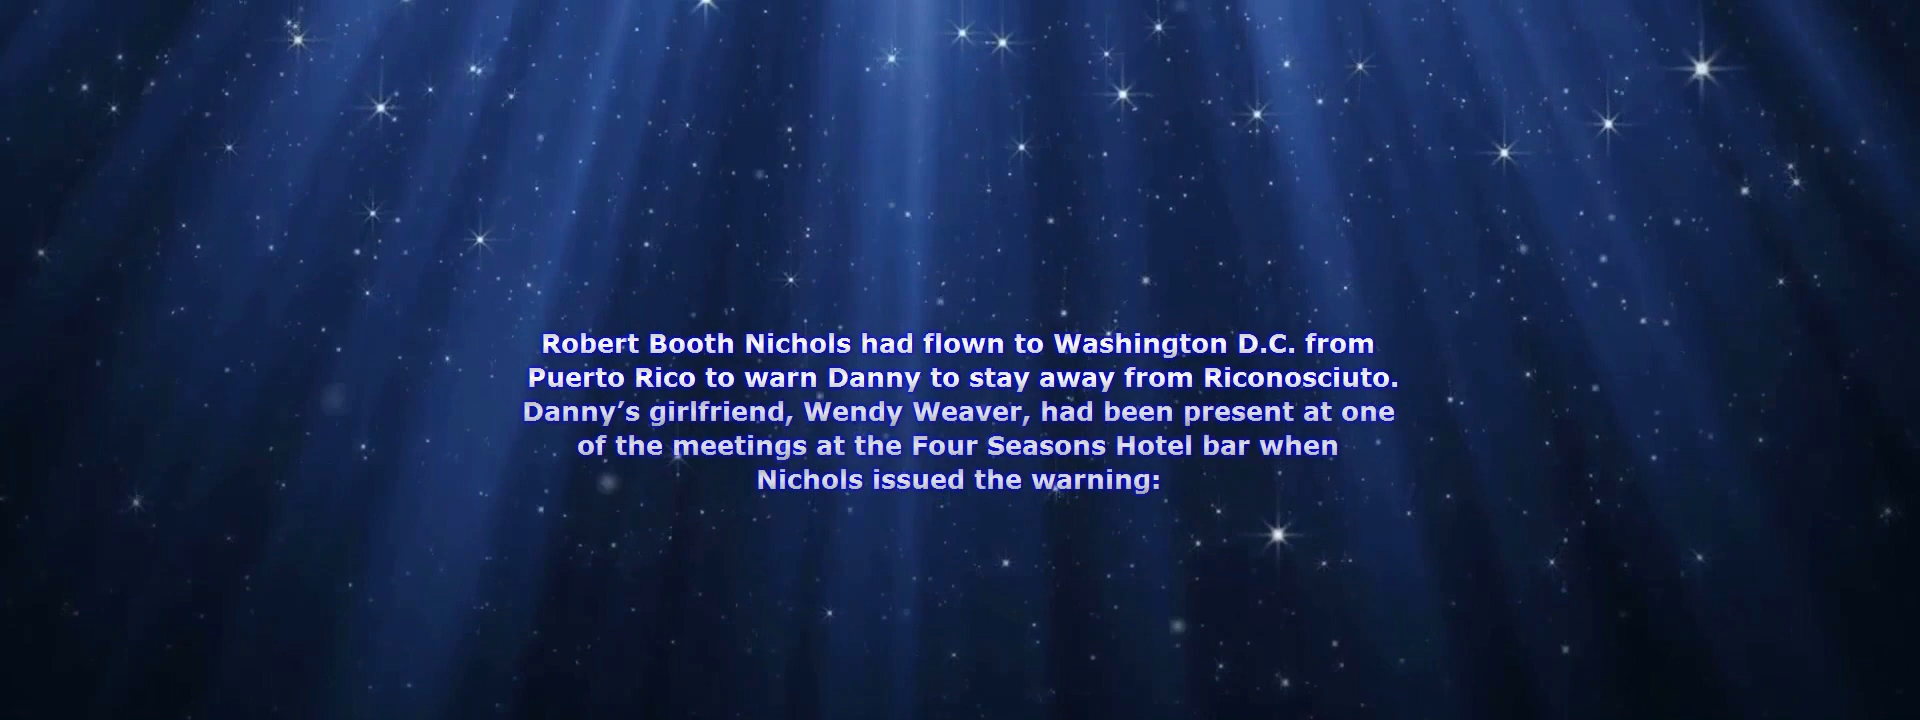 Robert Booth Nichols had flown to Washington D.C. from
Puerto Rico to warn Danny to stay away from Riconosciuto.
Danny’s girlfriend, Wendy Weaver, had been present at one
of the meetings at the Four Seasons Hotel bar when
Nichols issued the warning: